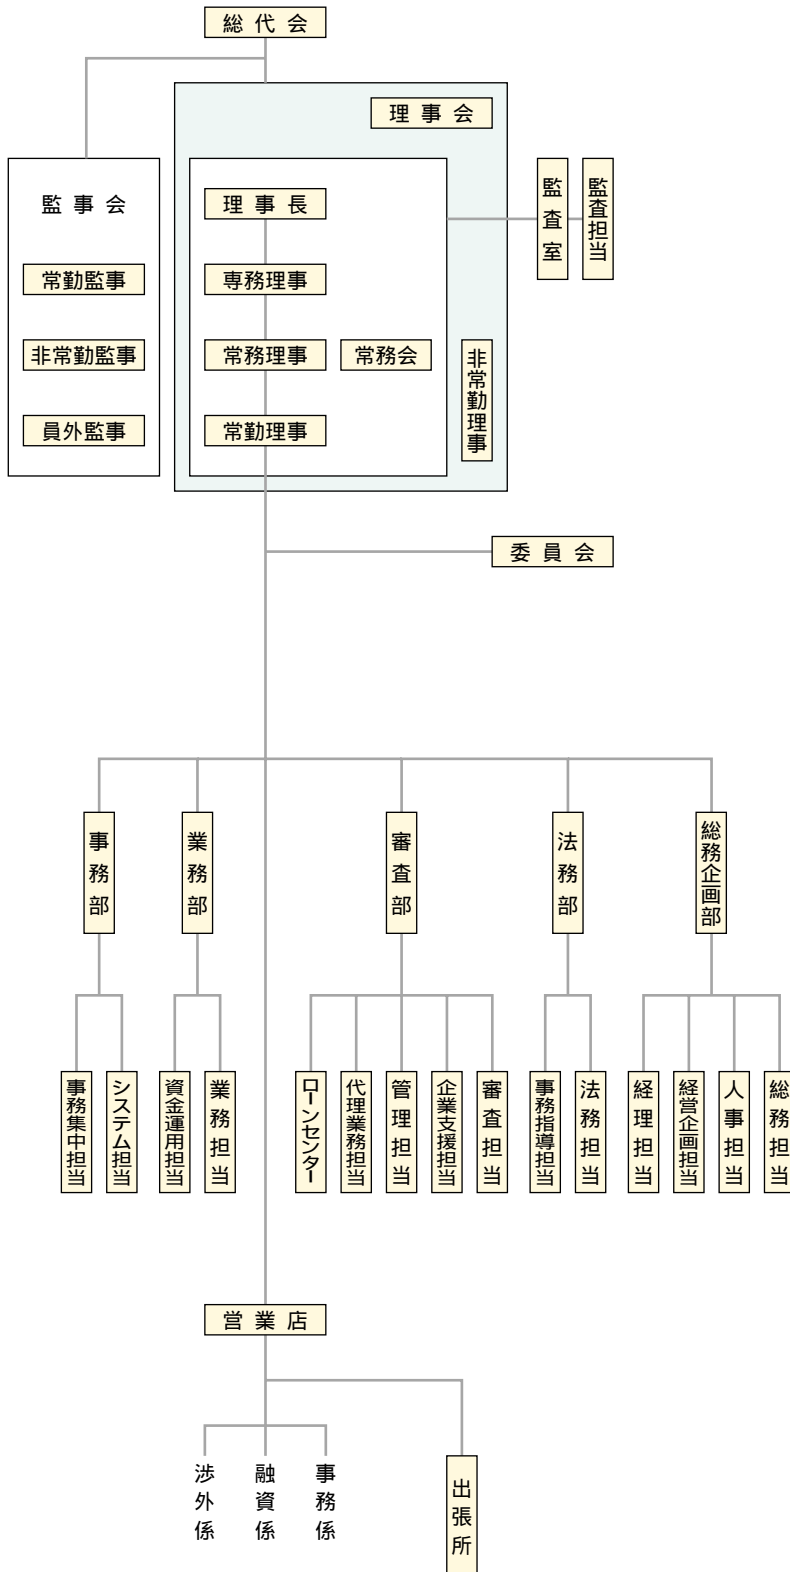 総代会
理事会
監事会
理事長
監査室
監査担当
常勤監事
専務理事
非常勤監事
常務理事
常務会
非常勤理事
員外監事
常勤理事
委員会
事務部
業務部
審査部
法務部
総務企画部
事務集中担当
システム担当
資金運用担当
業務担当
ローンセンター
代理業務担当
管理担当
企業支援担当
審査担当
事務指導担当
法務担当
経理担当
経営企画担当
人事担当
総務担当
営業店
渉外係
融資係
事務係
出張所